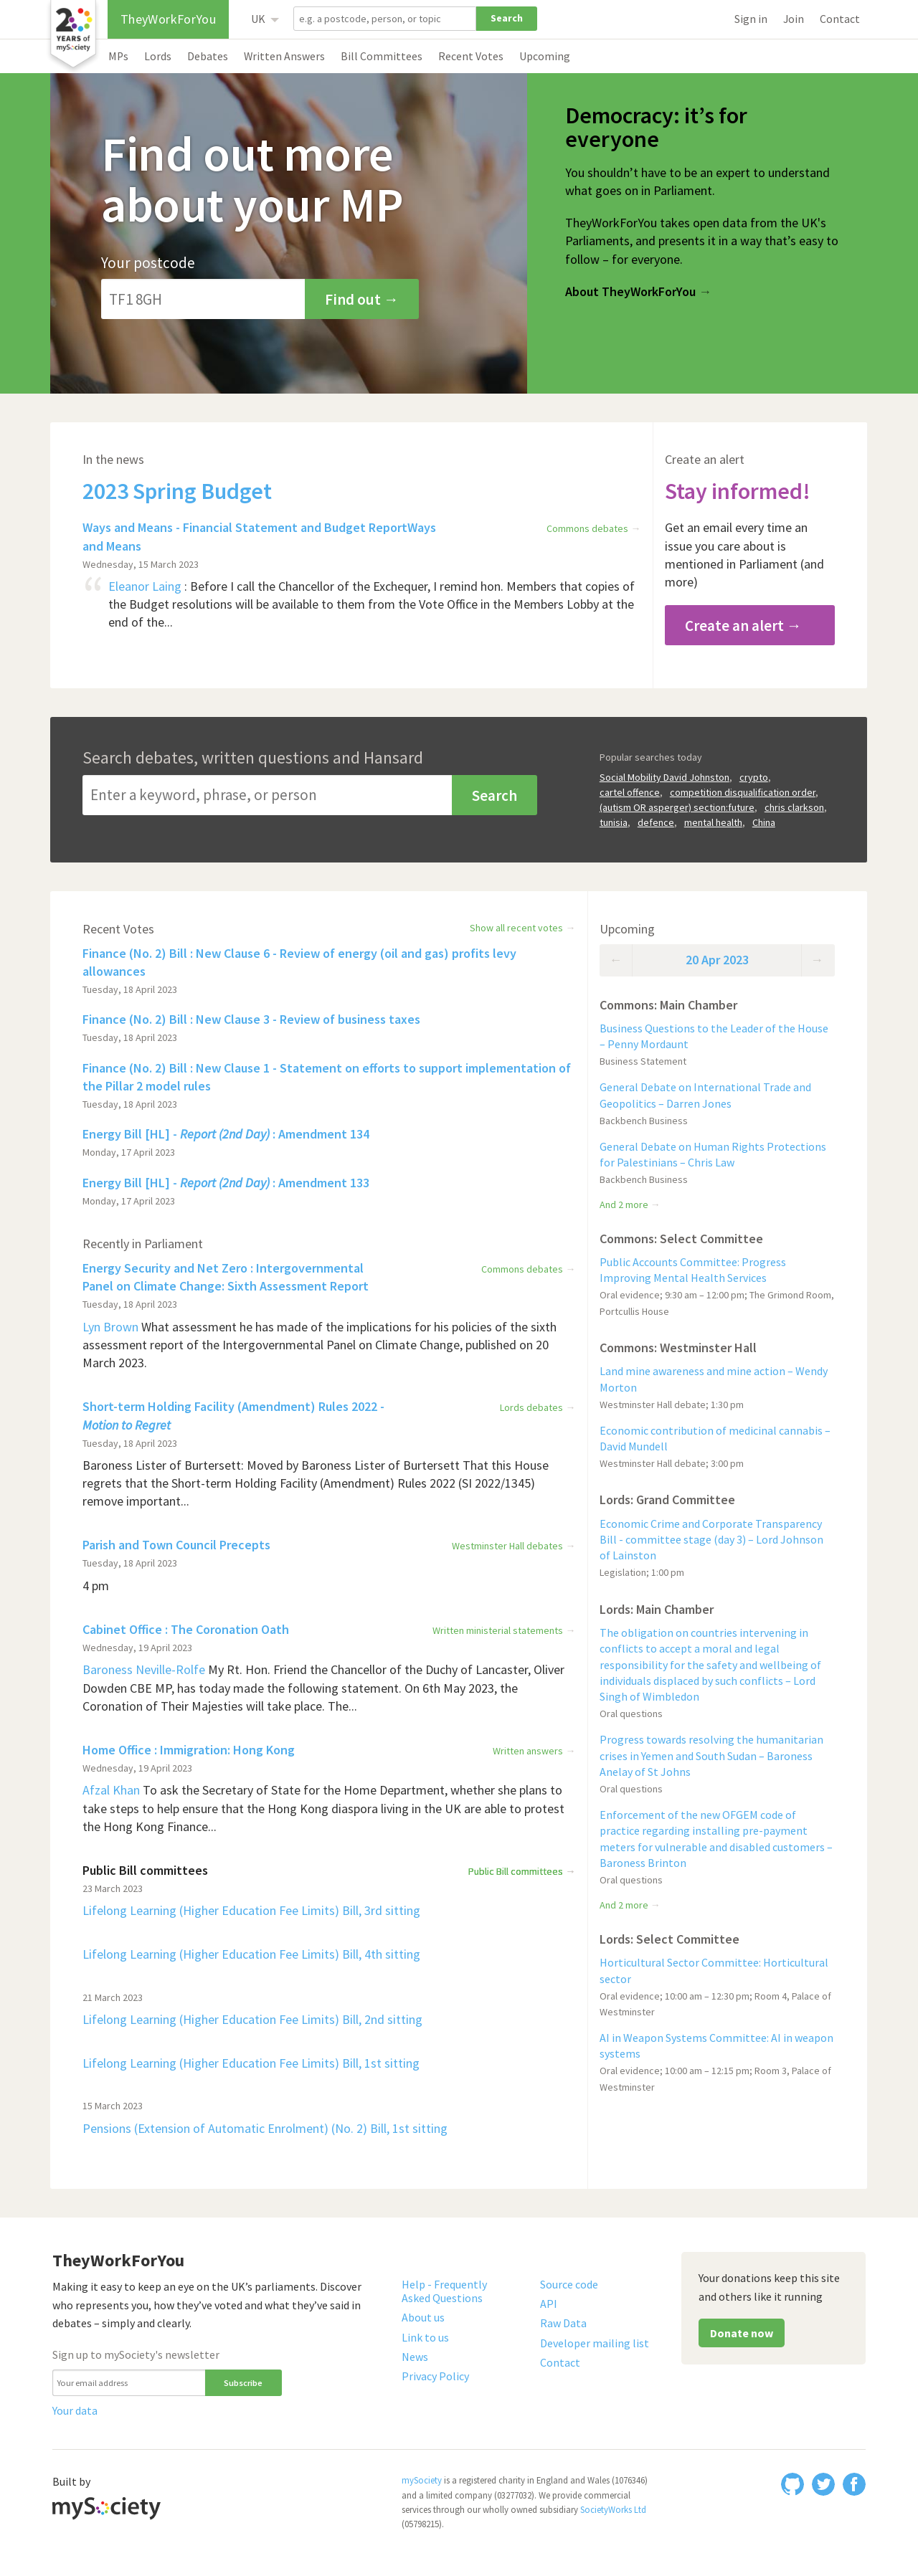 20
YEARS of
mySociety
TheyWorkForYou
UK
e.g. a postcode, person, or topic
Search
Sign in
Join
Contact
MPs
Lords
Debates
Written Answers
Bill Committees
Recent Votes
Upcoming
Find out more
about your MP
Your postcode
TF1 8GH
Find out →
Democracy: it’s for
everyone
You shouldn’t have to be an expert to understand
what goes on in Parliament.
TheyWorkForYou takes open data from the UK's
Parliaments, and presents it in a way that’s easy to
follow – for everyone.
About TheyWorkForYou →
In the news
2023 Spring Budget
Ways and Means - Financial Statement and Budget ReportWays
and Means
Commons debates →
Wednesday, 15 March 2023
“ Eleanor Laing : Before I call the Chancellor of the Exchequer, I remind hon. Members that copies of
the Budget resolutions will be available to them from the Vote Office in the Members Lobby at the
end of the...
Create an alert
Stay informed!
Get an email every time an
issue you care about is
mentioned in Parliament (and
more)
Create an alert →
Search debates, written questions and Hansard
Enter a keyword, phrase, or person
Search
Popular searches today
Social Mobility David Johnston, crypto,
cartel offence, competition disqualification order,
(autism OR asperger) section:future, chris clarkson,
tunisia, defence, mental health, China
Recent Votes
Show all recent votes →
Finance (No. 2) Bill : New Clause 6 - Review of energy (oil and gas) profits levy
allowances
Tuesday, 18 April 2023
Finance (No. 2) Bill : New Clause 3 - Review of business taxes
Tuesday, 18 April 2023
Finance (No. 2) Bill : New Clause 1 - Statement on efforts to support implementation of
the Pillar 2 model rules
Tuesday, 18 April 2023
Energy Bill [HL] - Report (2nd Day) : Amendment 134
Monday, 17 April 2023
Energy Bill [HL] - Report (2nd Day) : Amendment 133
Monday, 17 April 2023
Recently in Parliament
Energy Security and Net Zero : Intergovernmental
Panel on Climate Change: Sixth Assessment Report
Commons debates →
Tuesday, 18 April 2023
Lyn Brown What assessment he has made of the implications for his policies of the sixth
assessment report of the Intergovernmental Panel on Climate Change, published on 20
March 2023.
Short-term Holding Facility (Amendment) Rules 2022 -
Motion to Regret
Lords debates →
Tuesday, 18 April 2023
Baroness Lister of Burtersett: Moved by Baroness Lister of Burtersett That this House
regrets that the Short-term Holding Facility (Amendment) Rules 2022 (SI 2022/1345)
remove important...
Parish and Town Council Precepts
Westminster Hall debates →
Tuesday, 18 April 2023
4 pm
Cabinet Office : The Coronation Oath
Written ministerial statements →
Wednesday, 19 April 2023
Baroness Neville-Rolfe My Rt. Hon. Friend the Chancellor of the Duchy of Lancaster, Oliver
Dowden CBE MP, has today made the following statement. On 6th May 2023, the
Coronation of Their Majesties will take place. The...
Home Office : Immigration: Hong Kong
Written answers →
Wednesday, 19 April 2023
Afzal Khan To ask the Secretary of State for the Home Department, whether she plans to
take steps to help ensure that the Hong Kong diaspora living in the UK are able to protest
the Hong Kong Finance...
Public Bill committees
Public Bill committees →
23 March 2023
Lifelong Learning (Higher Education Fee Limits) Bill, 3rd sitting
Lifelong Learning (Higher Education Fee Limits) Bill, 4th sitting
21 March 2023
Lifelong Learning (Higher Education Fee Limits) Bill, 2nd sitting
Lifelong Learning (Higher Education Fee Limits) Bill, 1st sitting
15 March 2023
Pensions (Extension of Automatic Enrolment) (No. 2) Bill, 1st sitting
Upcoming
← 20 Apr 2023 →
Commons: Main Chamber
Business Questions to the Leader of the House
– Penny Mordaunt
Business Statement
General Debate on International Trade and
Geopolitics – Darren Jones
Backbench Business
General Debate on Human Rights Protections
for Palestinians – Chris Law
Backbench Business
And 2 more →
Commons: Select Committee
Public Accounts Committee: Progress
Improving Mental Health Services
Oral evidence; 9:30 am – 12:00 pm; The Grimond Room,
Portcullis House
Commons: Westminster Hall
Land mine awareness and mine action – Wendy
Morton
Westminster Hall debate; 1:30 pm
Economic contribution of medicinal cannabis –
David Mundell
Westminster Hall debate; 3:00 pm
Lords: Grand Committee
Economic Crime and Corporate Transparency
Bill - committee stage (day 3) – Lord Johnson
of Lainston
Legislation; 1:00 pm
Lords: Main Chamber
The obligation on countries intervening in
conflicts to accept a moral and legal
responsibility for the safety and wellbeing of
individuals displaced by such conflicts – Lord
Singh of Wimbledon
Oral questions
Progress towards resolving the humanitarian
crises in Yemen and South Sudan – Baroness
Anelay of St Johns
Oral questions
Enforcement of the new OFGEM code of
practice regarding installing pre-payment
meters for vulnerable and disabled customers –
Baroness Brinton
Oral questions
And 2 more →
Lords: Select Committee
Horticultural Sector Committee: Horticultural
sector
Oral evidence; 10:00 am – 12:30 pm; Room 4, Palace of
Westminster
AI in Weapon Systems Committee: AI in weapon
systems
Oral evidence; 10:00 am – 12:15 pm; Room 3, Palace of
Westminster
TheyWorkForYou
Making it easy to keep an eye on the UK’s parliaments. Discover
who represents you, how they’ve voted and what they’ve said in
debates – simply and clearly.
Sign up to mySociety's newsletter
Your email address
Subscribe
Your data
Help - Frequently
Asked Questions
About us
Link to us
News
Privacy Policy
Source code
API
Raw Data
Developer mailing list
Contact
Your donations keep this site
and others like it running
Donate now
Built by
mySociety
mySociety is a registered charity in England and Wales (1076346)
and a limited company (03277032). We provide commercial
services through our wholly owned subsidiary SocietyWorks Ltd
(05798215).